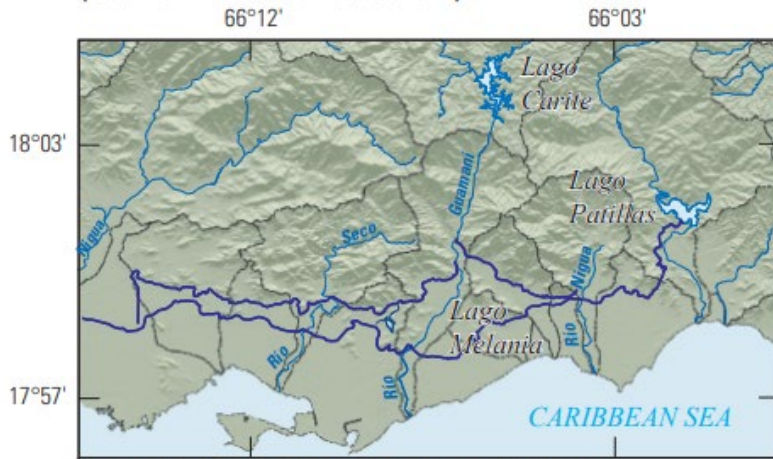 66°12'
66°03'
18°03'
17°57'
Lago
Carite
Guamani
Lago
Patillas
Nigua
Seco
Nigua
Lago
Melania
Río
Río
Río
CARIBBEAN SEA